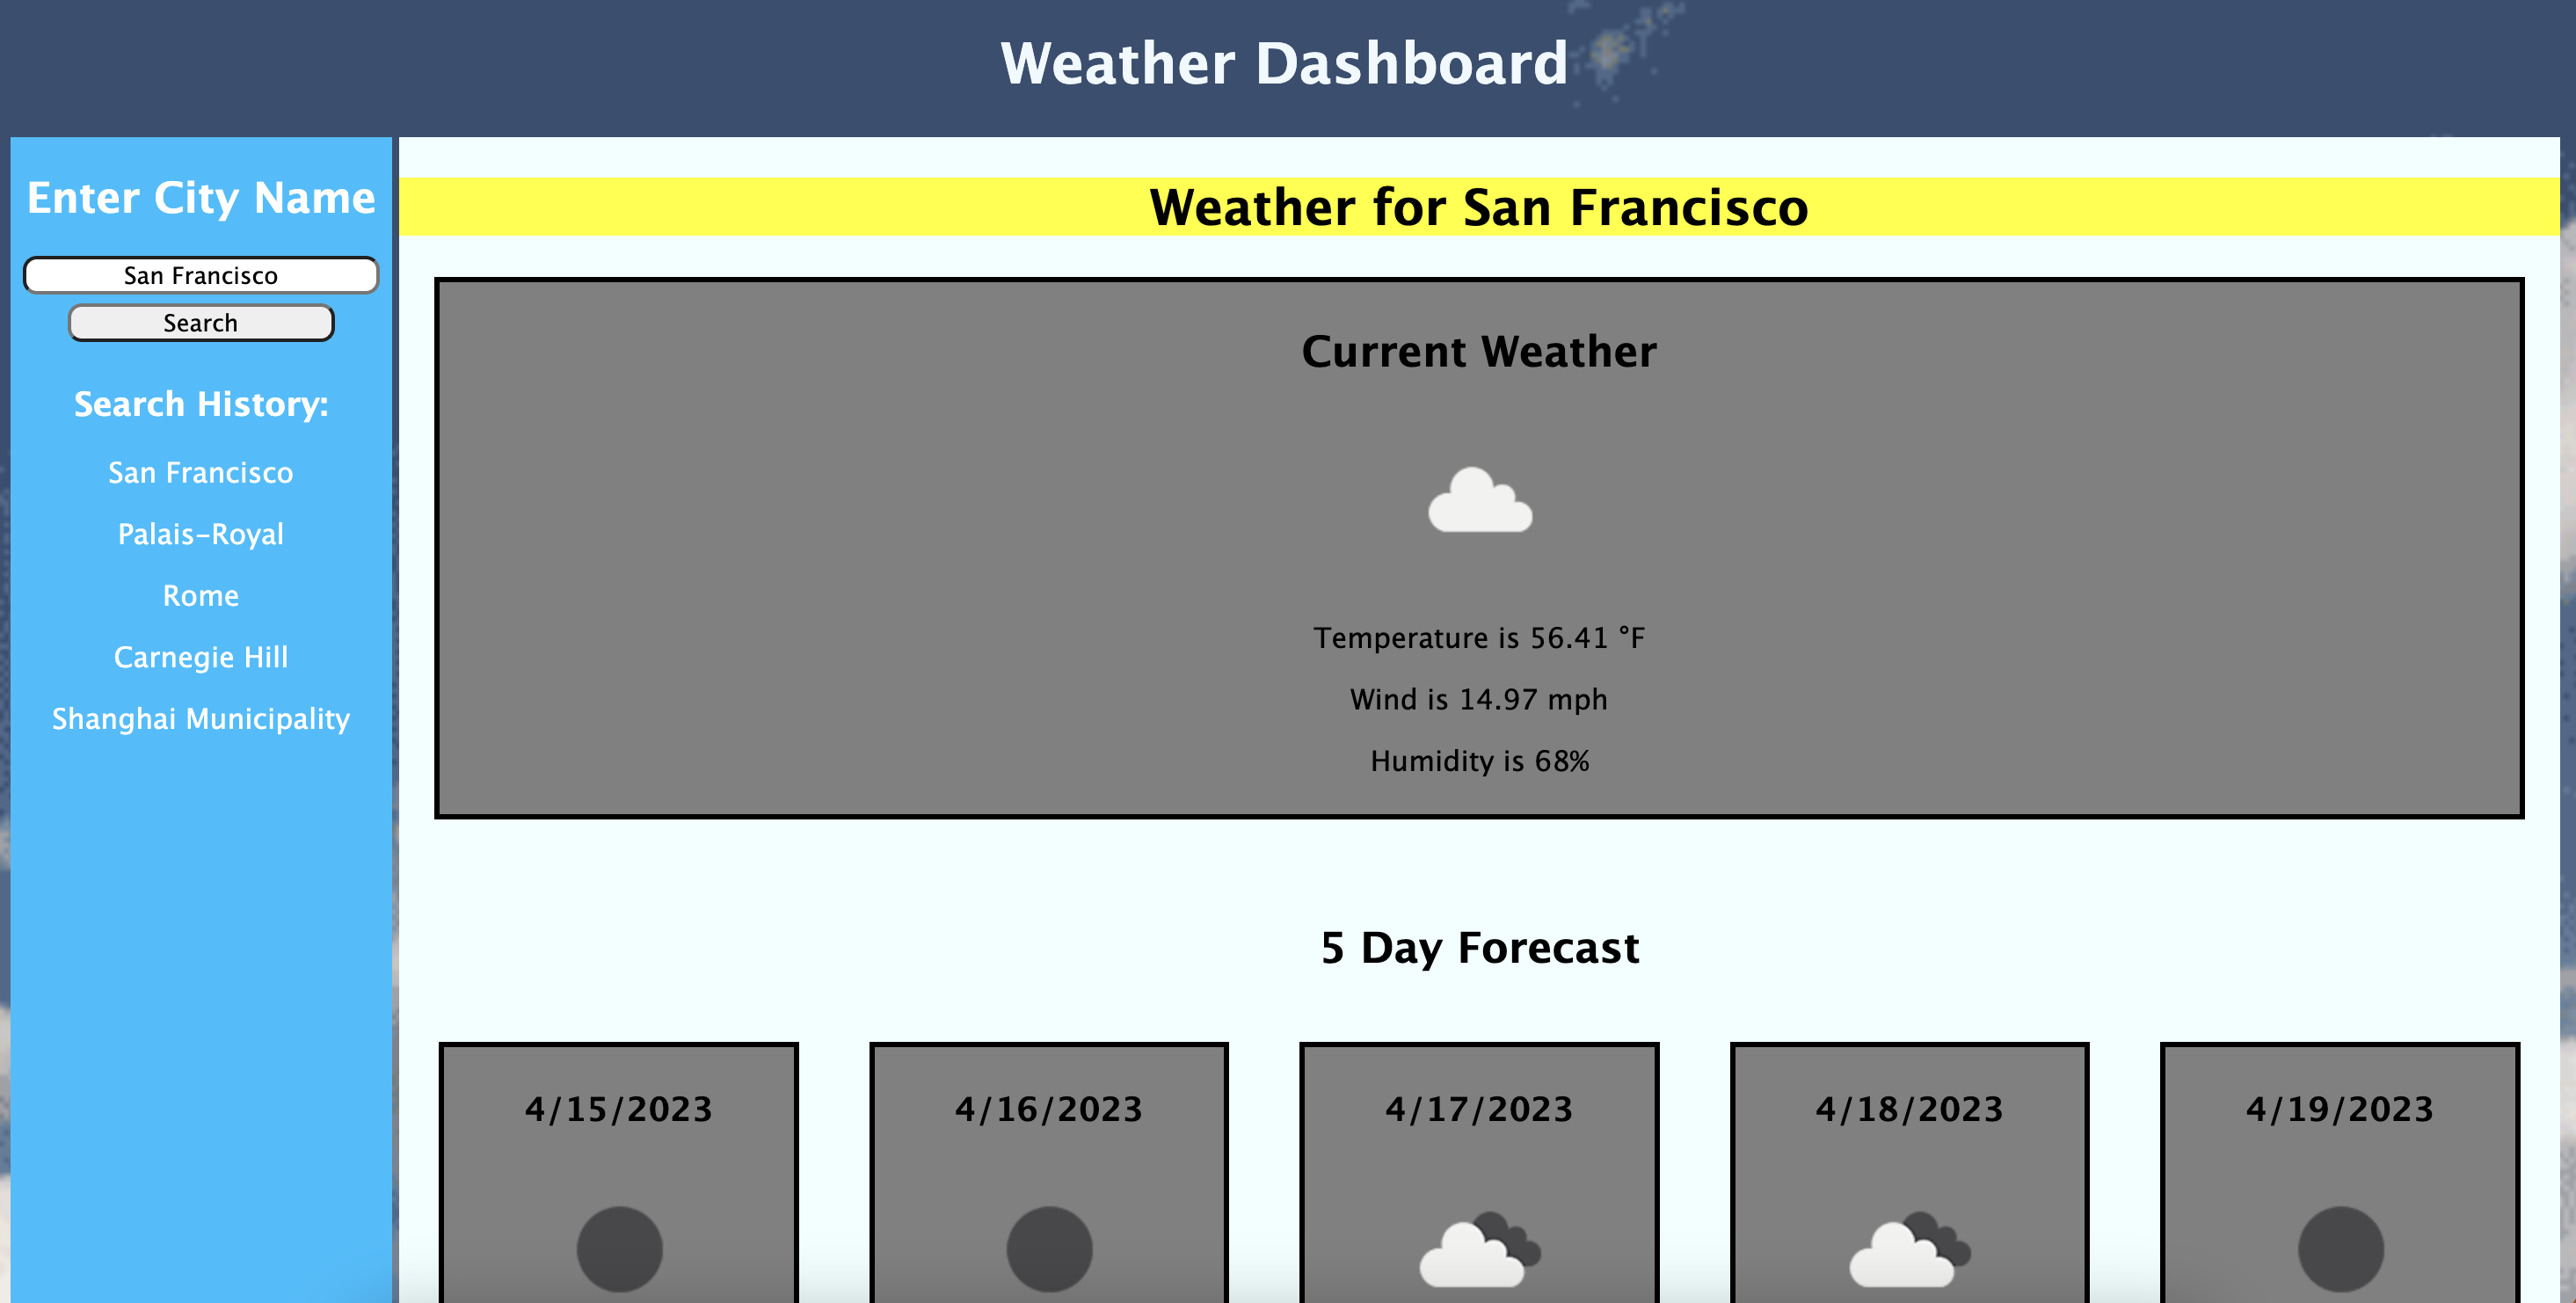 Weather Dashboard
Enter City Name
San Francisco
Search
Search History:
San Francisco
Palais-Royal
Rome
Carnegie Hill
Shanghai Municipality
Weather for San Francisco
Current Weather
Temperature is 56.41 °F
Wind is 14.97 mph
Humidity is 68%
5 Day Forecast
4/15/2023
4/16/2023
4/17/2023
4/18/2023
4/19/2023